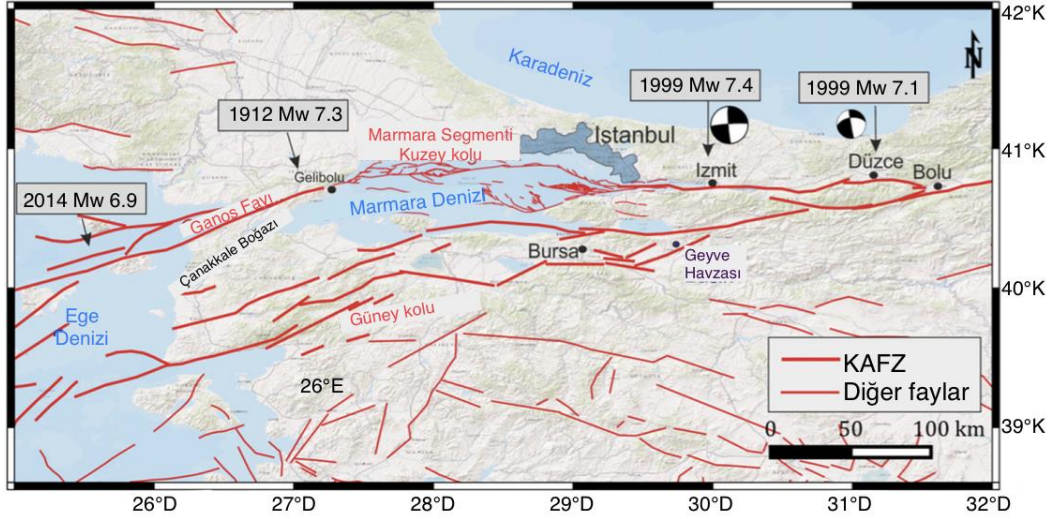 42°K
Karadeniz
1999 Mw 7.4
1999 Mw 7.1
N
1912 Mw 7.3
Marmara Segmenti
Kuzey kolu
Istanbul
41°K
Izmit
Düzce
Bolu
Gelibolu
2014 Mw 6.9
Ganos Fayı
Marmara Denizi
Çanakkale Boğazı
Bursa
Geyve
Havzası
40°K
Ege
Denizi
Güney kolu
KAFZ
Diğer faylar
26°E
0 50 100 km
39°K
26°D 27°D 28°D 29°D 30°D 31°D 32°D